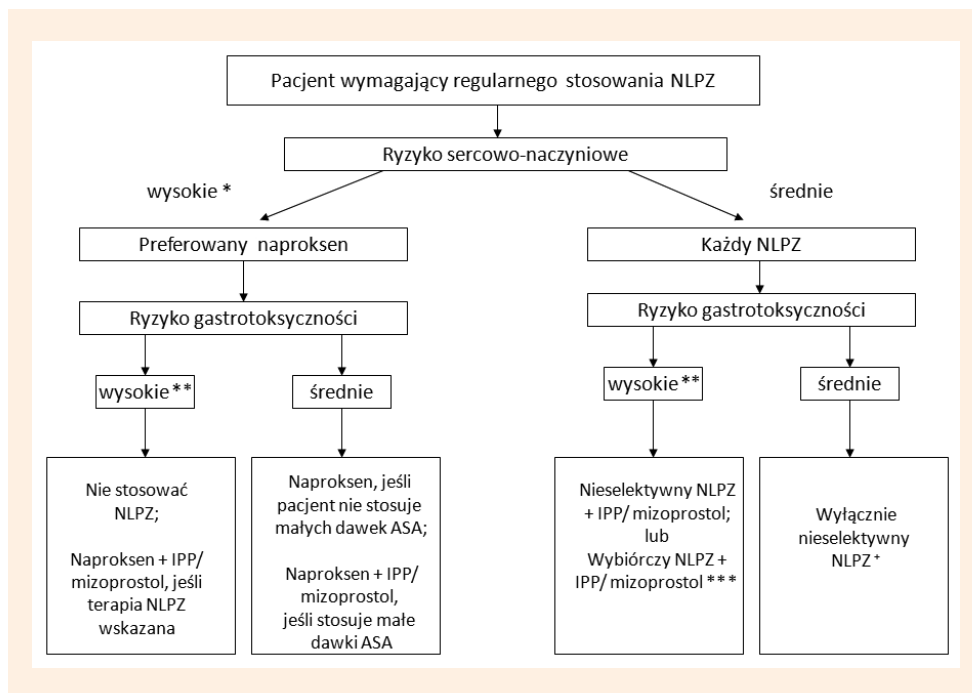 Pacjent wymagający regularnego stosowania NLPZ
Ryzyko sercowo-naczyniowe
wysokie *
średnie
Preferowany naproksen
Każdy NLPZ
Ryzyko gastrotoksyczności
Ryzyko gastrotoksyczności
wysokie **
średnie
wysokie **
średnie
Nie stosować
NLPZ;
Naproksen + IPP/
mizoprostol, jeśli
terapia NLPZ
wskazana
Naproksen, jeśli
pacjent nie stosuje
małych dawek ASA;
Naproksen + IPP/
mizoprostol,
jeśli stosuje małe
dawki ASA
Nieselektywny NLPZ
+ IPP/ mizoprostol;
lub
Wybiórczy NLPZ +
IPP/ mizoprostol ***
Wyłącznie
nieselektywny
NLPZ +